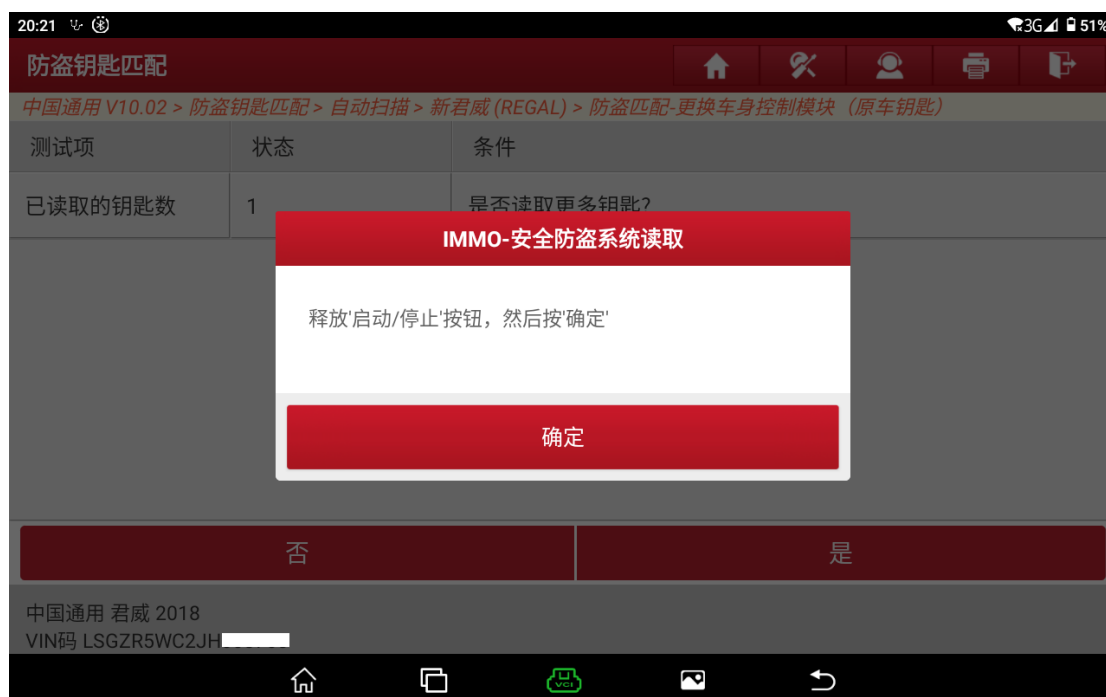 20:21 3G 51%
防盗钥匙匹配
中国通用 V10.02 > 防盗钥匙匹配 > 自动扫描 > 新君威 (REGAL) > 防盗匹配-更换车身控制模块（原车钥匙）
测试项 状态 条件
已读取的钥匙数 1 是否读取更多钥匙?
IMMO-安全防盗系统读取
释放'启动/停止'按钮，然后按'确定'
确定
否 是
中国通用 君威 2018
VIN码 LSGZR5WC2JH
VCI